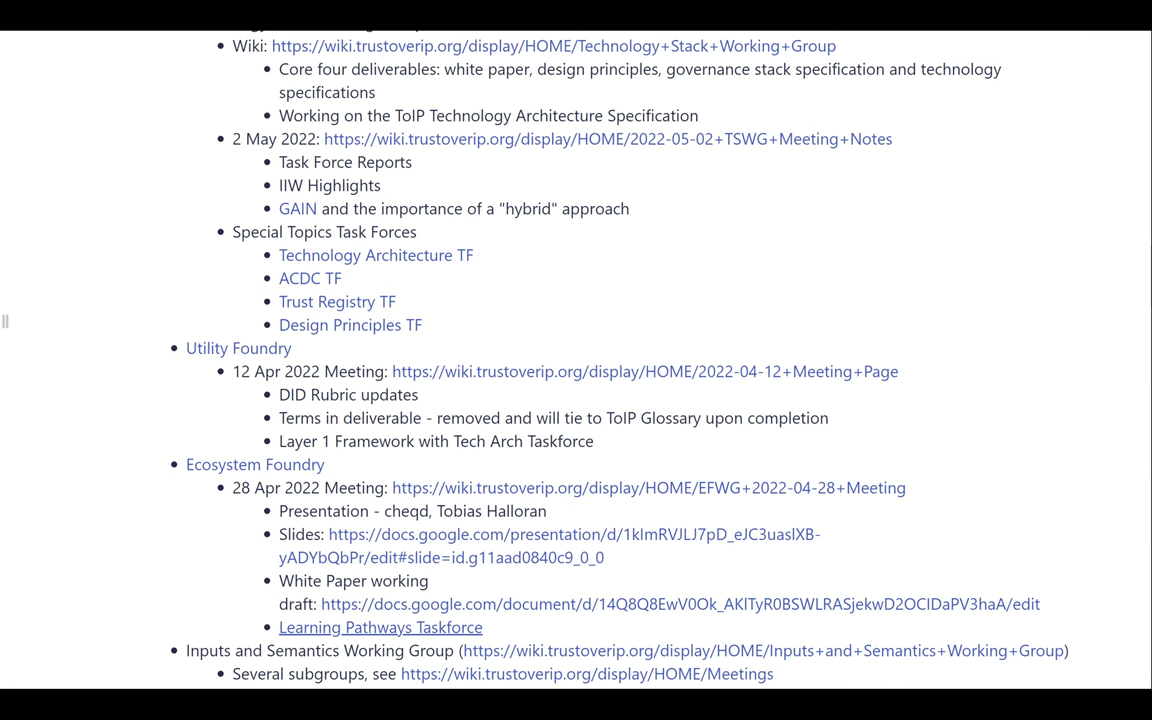 Wiki: https://wiki.trustoverip.org/display/HOME/Technology+Stack+Working+Group
Core four deliverables: white paper, design principles, governance stack specification and technology
specifications
Working on the ToIP Technology Architecture Specification
2 May 2022: https://wiki.trustoverip.org/display/HOME/2022-05-02+TSWG+Meeting+Notes
Task Force Reports
IIW Highlights
GAIN and the importance of a "hybrid" approach
Special Topics Task Forces
Technology Architecture TF
ACDC TF
Trust Registry TF
Design Principles TF
Utility Foundry
12 Apr 2022 Meeting: https://wiki.trustoverip.org/display/HOME/2022-04-12+Meeting+Page
DID Rubric updates
Terms in deliverable - removed and will tie to ToIP Glossary upon completion
Layer 1 Framework with Tech Arch Taskforce
Ecosystem Foundry
28 Apr 2022 Meeting: https://wiki.trustoverip.org/display/HOME/EFWG+2022-04-28+Meeting
Presentation - cheqd, Tobias Halloran
Slides: https://docs.google.com/presentation/d/1kImRVJLJ7pD_eJC3uaslXB-
yADYbQbPr/edit#slide=id.g11aad0840c9_0_0
White Paper working
draft: https://docs.google.com/document/d/14Q8Q8EwV0Ok_AKlTyR0BSWLRASjekwD2OCIDaPV3haA/edit
Learning Pathways Taskforce
Inputs and Semantics Working Group (https://wiki.trustoverip.org/display/HOME/Inputs+and+Semantics+Working+Group)
Several subgroups, see https://wiki.trustoverip.org/display/HOME/Meetings